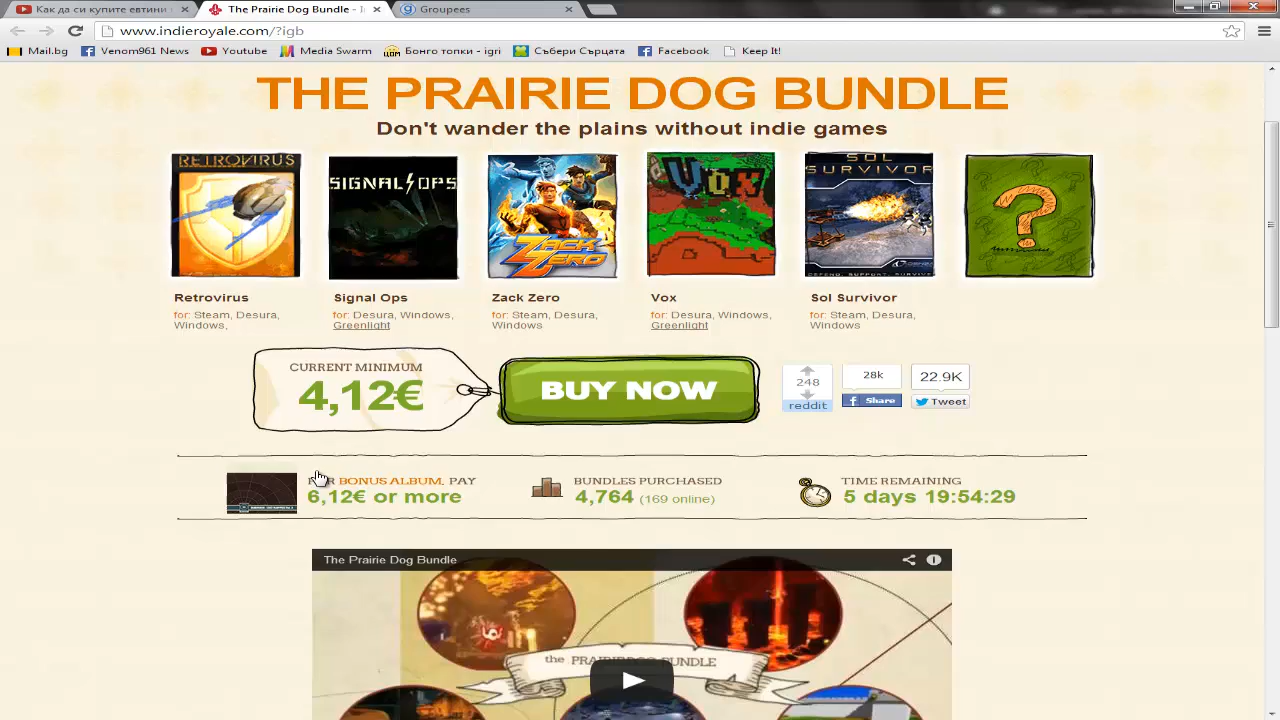 Как да си купите евтини
The Prairie Dog Bundle - I
Groupees
www.indieroyale.com/?igb
Mail.bg
Venom961 News
Youtube
Media Swarm
Бонго топки - igri
Събери Сърцата
Facebook
Keep It!
THE PRAIRIE DOG BUNDLE
Don't wander the plains without indie games
RETROVIRUS
SIGNAL OPS
ZACK ZERO
VOX
SOL SURVIVOR
DEFEND, SUPPORT, SURVIVE
?
Retrovirus
for: Steam, Desura, Windows,
Signal Ops
for: Desura, Windows, Greenlight
Zack Zero
for: Steam, Desura, Windows
Vox
for: Desura, Windows, Greenlight
Sol Survivor
for: Steam, Desura, Windows
CURRENT MINIMUM
4,12€
BUY NOW
248
reddit
28k
Share
22.9K
Tweet
BONUS ALBUM, PAY
6,12€ or more
BUNDLES PURCHASED
4,764 (169 online)
TIME REMAINING
5 days 19:54:29
The Prairie Dog Bundle
the PRAIRIE DOG BUNDLE